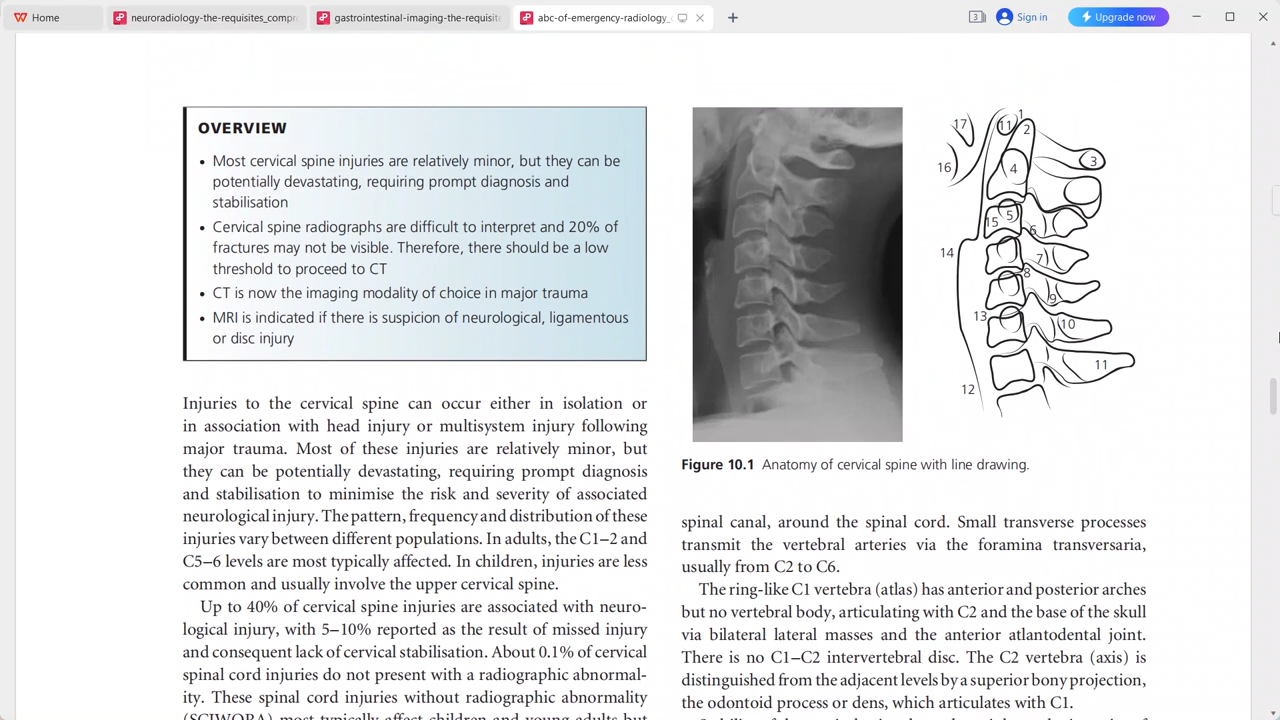 Home
neuroradiology-the-requisites_compr
gastrointestinal-imaging-the-requisite
abc-of-emergency-radiology_
3
Sign in
Upgrade now
OVERVIEW
• Most cervical spine injuries are relatively minor, but they can be
potentially devastating, requiring prompt diagnosis and
stabilisation
• Cervical spine radiographs are difficult to interpret and 20% of
fractures may not be visible. Therefore, there should be a low
threshold to proceed to CT
• CT is now the imaging modality of choice in major trauma
• MRI is indicated if there is suspicion of neurological, ligamentous
or disc injury
Injuries to the cervical spine can occur either in isolation or
in association with head injury or multisystem injury following
major trauma. Most of these injuries are relatively minor, but
they can be potentially devastating, requiring prompt diagnosis
and stabilisation to minimise the risk and severity of associated
neurological injury. The pattern, frequency and distribution of these
injuries vary between different populations. In adults, the C1–2 and
C5–6 levels are most typically affected. In children, injuries are less
common and usually involve the upper cervical spine.
Up to 40% of cervical spine injuries are associated with neuro-
logical injury, with 5–10% reported as the result of missed injury
and consequent lack of cervical stabilisation. About 0.1% of cervical
spinal cord injuries do not present with a radiographic abnormal-
ity. These spinal cord injuries without radiographic abnormality
(SCIWORA) most typically affect children and young adults but
1
17
11
2
16
4
3
15
5
6
14
7
8
9
13
10
11
12
Figure 10.1 Anatomy of cervical spine with line drawing.
spinal canal, around the spinal cord. Small transverse processes
transmit the vertebral arteries via the foramina transversaria,
usually from C2 to C6.
The ring-like C1 vertebra (atlas) has anterior and posterior arches
but no vertebral body, articulating with C2 and the base of the skull
via bilateral lateral masses and the anterior atlantodental joint.
There is no C1–C2 intervertebral disc. The C2 vertebra (axis) is
distinguished from the adjacent levels by a superior bony projection,
the odontoid process or dens, which articulates with C1.